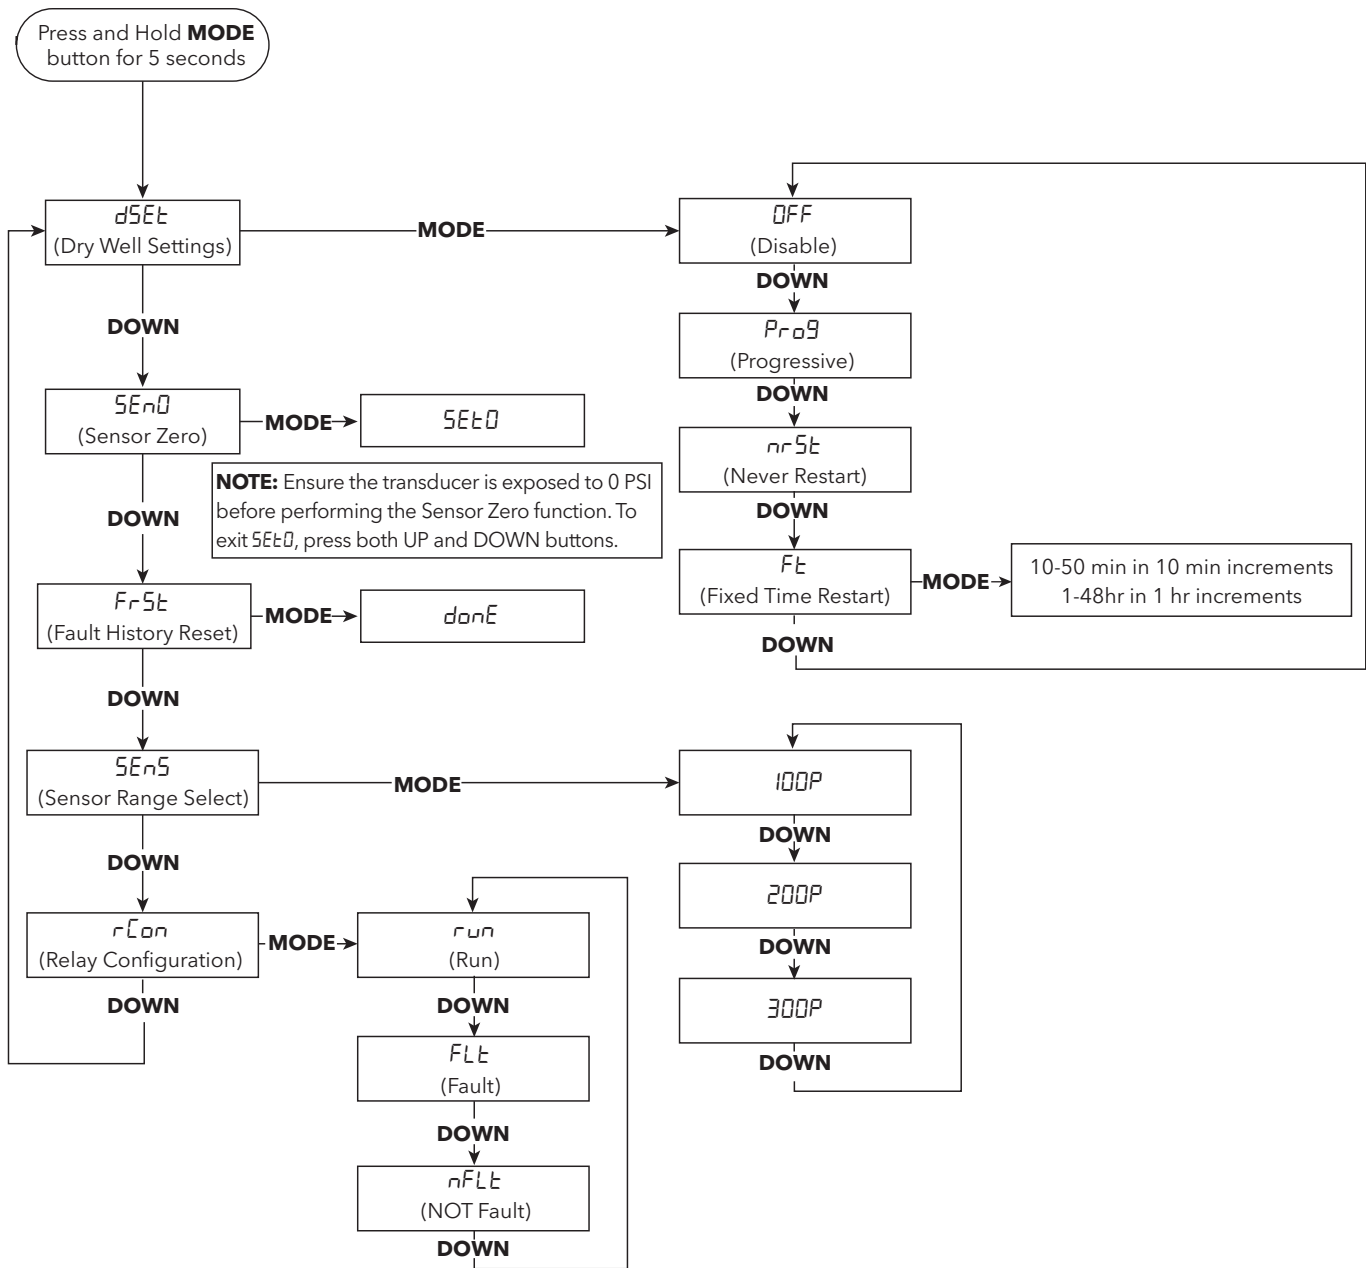 Press and Hold MODE
button for 5 seconds
dSEt
(Dry Well Settings)
MODE
OFF
(Disable)
DOWN
Prog
(Progressive)
DOWN
nrSt
(Never Restart)
DOWN
Ft
(Fixed Time Restart)
MODE
10-50 min in 10 min increments
1-48hr in 1 hr increments
DOWN
DOWN
SEn0
(Sensor Zero)
MODE
SEt0
NOTE: Ensure the transducer is exposed to 0 PSI
before performing the Sensor Zero function. To
exit SEt0, press both UP and DOWN buttons.
DOWN
FrSt
(Fault History Reset)
MODE
donE
DOWN
SEnS
(Sensor Range Select)
MODE
100P
DOWN
200P
DOWN
300P
DOWN
DOWN
rCon
(Relay Configuration)
MODE
run
(Run)
DOWN
FLt
(Fault)
DOWN
nFLt
(NOT Fault)
DOWN
DOWN